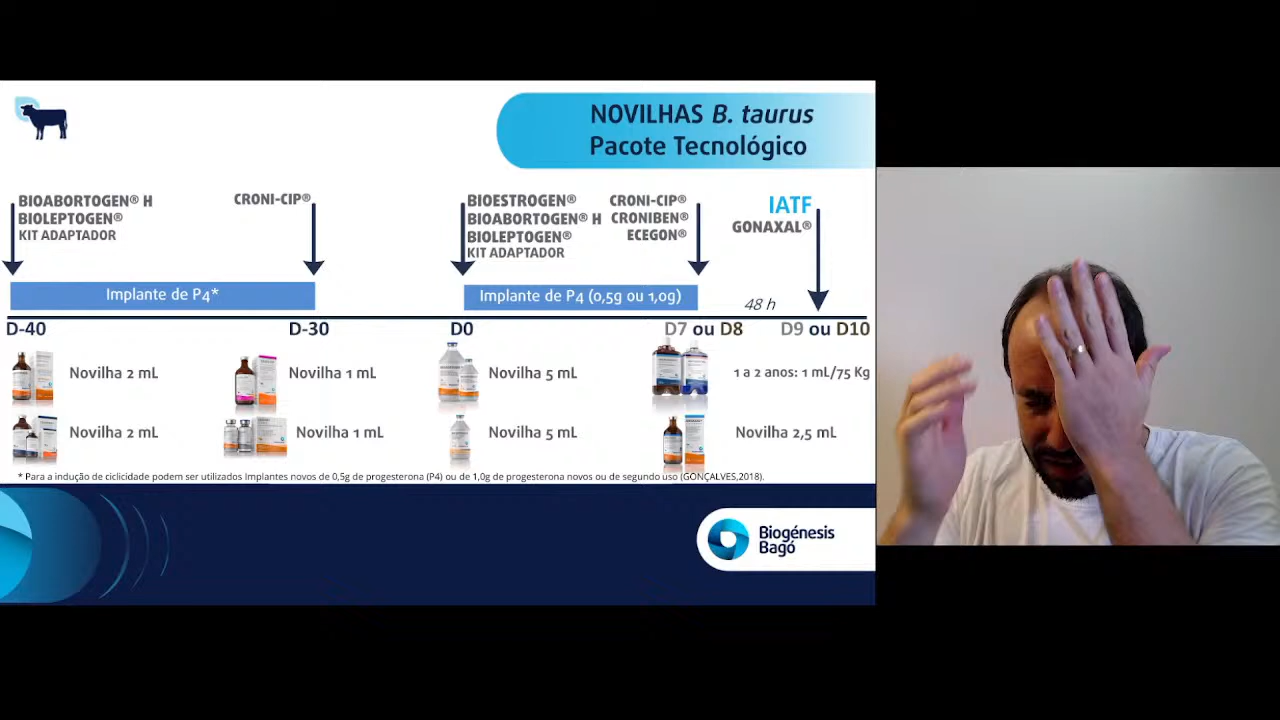 NOVILHAS B. taurus
Pacote Tecnológico
BIOABORTOGEN® H
BIOLEPTOGEN®
KIT ADAPTADOR
CRONI-CIP®
BIOESTROGEN®
BIOABORTOGEN® H
BIOLEPTOGEN®
KIT ADAPTADOR
CRONI-CIP®
CRONIBEN®
ECEGON®
IATF
GONAXAL®
Implante de P4*
Implante de P4 (0,5g ou 1,0g)
48 h
D-40
D-30
D0
D7 ou D8
D9 ou D10
Novilha 2 mL
Novilha 1 mL
Novilha 5 mL
1 a 2 anos: 1 mL/75 Kg
Novilha 2 mL
Novilha 1 mL
Novilha 5 mL
Novilha 2,5 mL
* Para a indução de ciclicidade podem ser utilizados Implantes novos de 0,5g de progesterona (P4) ou de 1,0g de progesterona novos ou de segundo uso (GONÇALVES,2018).
Biogénesis
Bagó